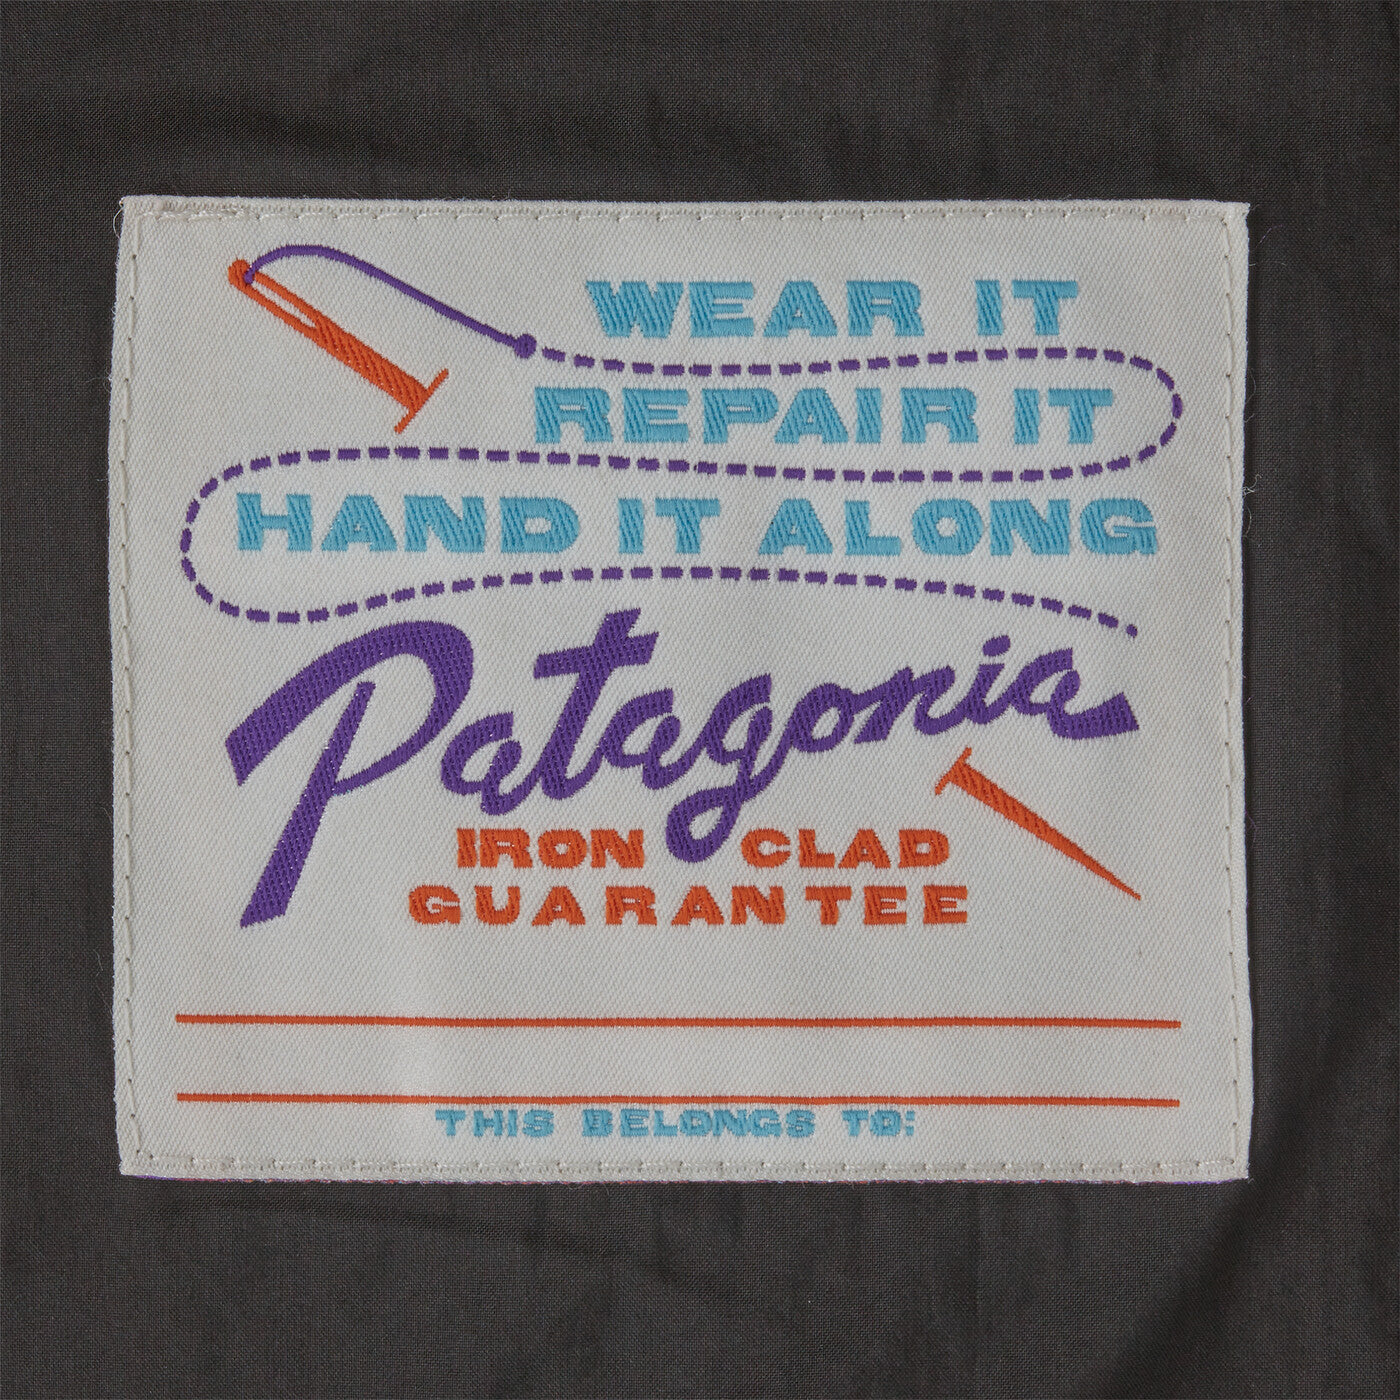 WEAR IT
REPAIR IT
HAND IT ALONG
Patagonia
IRON CLAD
GUARANTEE
THIS BELONGS TO: